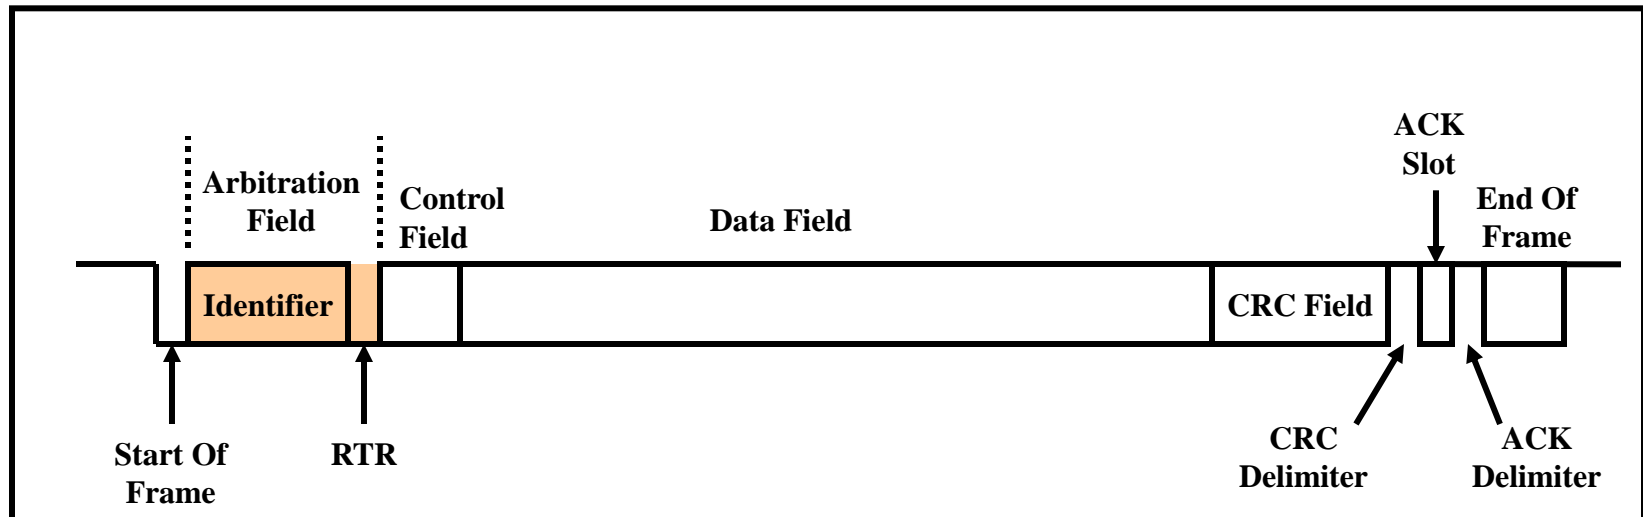 ACK
Slot
Arbitration
Field
Control
Field
Data Field
End Of
Frame
Identifier
CRC Field
Start Of
Frame
RTR
CRC
Delimiter
ACK
Delimiter